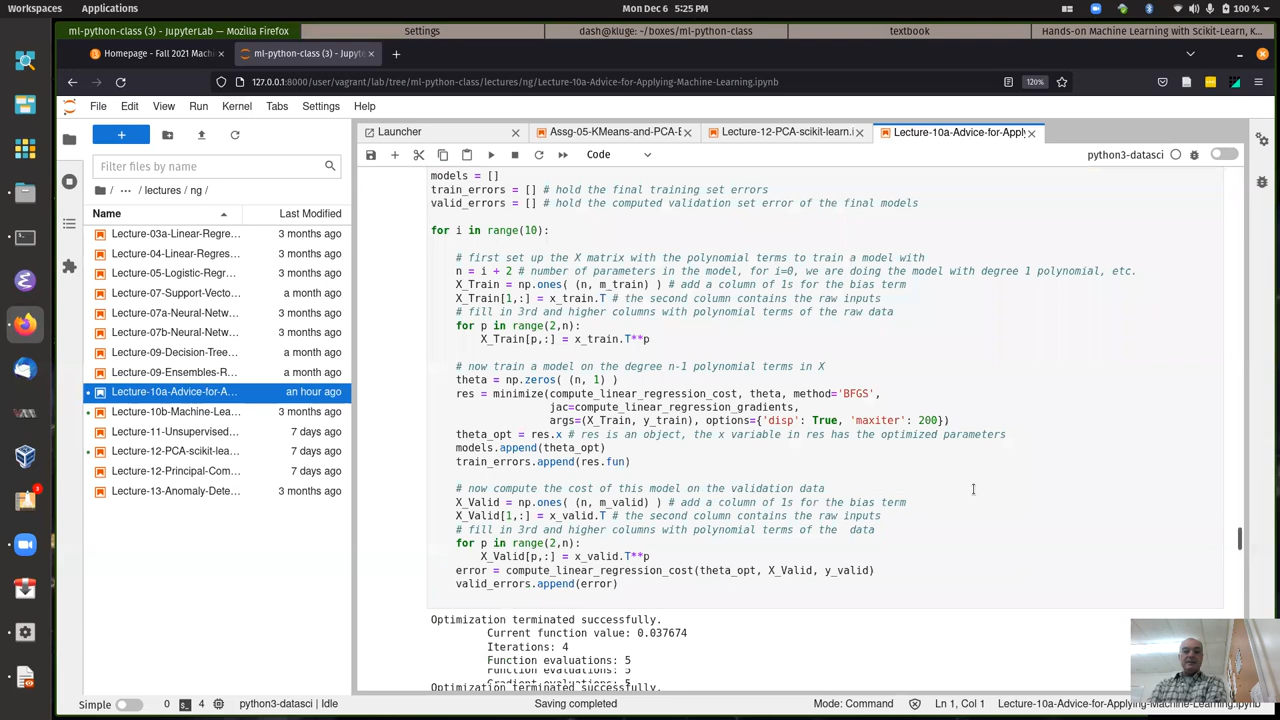 Workspaces Applications Mon Dec 6 5:25 PM 100 %
ml-python-class (3) - JupyterLab — Mozilla Firefox Settings dash@kluge: ~/boxes/ml-python-class textbook Hands-on Machine Learning with Scikit-Learn, K...
Homepage - Fall 2021 Machi ml-python-class (3) - Jupyte
127.0.0.1:8000/user/vagrant/lab/tree/ml-python-class/lectures/ng/Lecture-10a-Advice-for-Applying-Machine-Learning.ipynb 120%
File Edit View Run Kernel Tabs Settings Help
Launcher Assg-05-KMeans-and-PCA-E Lecture-12-PCA-scikit-learn.i Lecture-10a-Advice-for-Apply
Code python3-datasci
Filter files by name
/ ··· / lectures / ng /
Name Last Modified
Lecture-03a-Linear-Regre... 3 months ago
Lecture-04-Linear-Regres... 3 months ago
Lecture-05-Logistic-Regr... 3 months ago
Lecture-07-Support-Vecto... a month ago
Lecture-07a-Neural-Netw... 3 months ago
Lecture-07b-Neural-Netw... 3 months ago
Lecture-09-Decision-Tree... a month ago
Lecture-09-Ensembles-R... a month ago
Lecture-10a-Advice-for-A... an hour ago
Lecture-10b-Machine-Lea... 3 months ago
Lecture-11-Unsupervised... 7 days ago
Lecture-12-PCA-scikit-lea... 7 days ago
Lecture-12-Principal-Com... 7 days ago
Lecture-13-Anomaly-Dete... 3 months ago
models = []
train_errors = [] # hold the final training set errors
valid_errors = [] # hold the computed validation set error of the final models
for i in range(10):
# first set up the X matrix with the polynomial terms to train a model with
n = i + 2 # number of parameters in the model, for i=0, we are doing the model with degree 1 polynomial, etc.
X_Train = np.ones( (n, m_train) ) # add a column of 1s for the bias term
X_Train[1,:] = x_train.T # the second column contains the raw inputs
# fill in 3rd and higher columns with polynomial terms of the raw data
for p in range(2,n):
X_Train[p,:] = x_train.T**p
# now train a model on the degree n-1 polynomial terms in X
theta = np.zeros( (n, 1) )
res = minimize(compute_linear_regression_cost, theta, method='BFGS',
jac=compute_linear_regression_gradients,
args=(X_Train, y_train), options={'disp': True, 'maxiter': 200})
theta_opt = res.x # res is an object, the x variable in res has the optimized parameters
models.append(theta_opt)
train_errors.append(res.fun)
# now compute the cost of this model on the validation data
X_Valid = np.ones( (n, m_valid) ) # add a column of 1s for the bias term
X_Valid[1,:] = x_valid.T # the second column contains the raw inputs
# fill in 3rd and higher columns with polynomial terms of the  data
for p in range(2,n):
X_Valid[p,:] = x_valid.T**p
error = compute_linear_regression_cost(theta_opt, X_Valid, y_valid)
valid_errors.append(error)
Optimization terminated successfully.
Current function value: 0.037674
Iterations: 4
Function evaluations: 5
Function evaluations: 5
Optimization terminated successfully.
Simple 0 4 python3-datasci | Idle Saving completed Mode: Command Ln 1, Col 1 Lecture-10a-Advice-for-Applying-Machine-Learning.ipynb